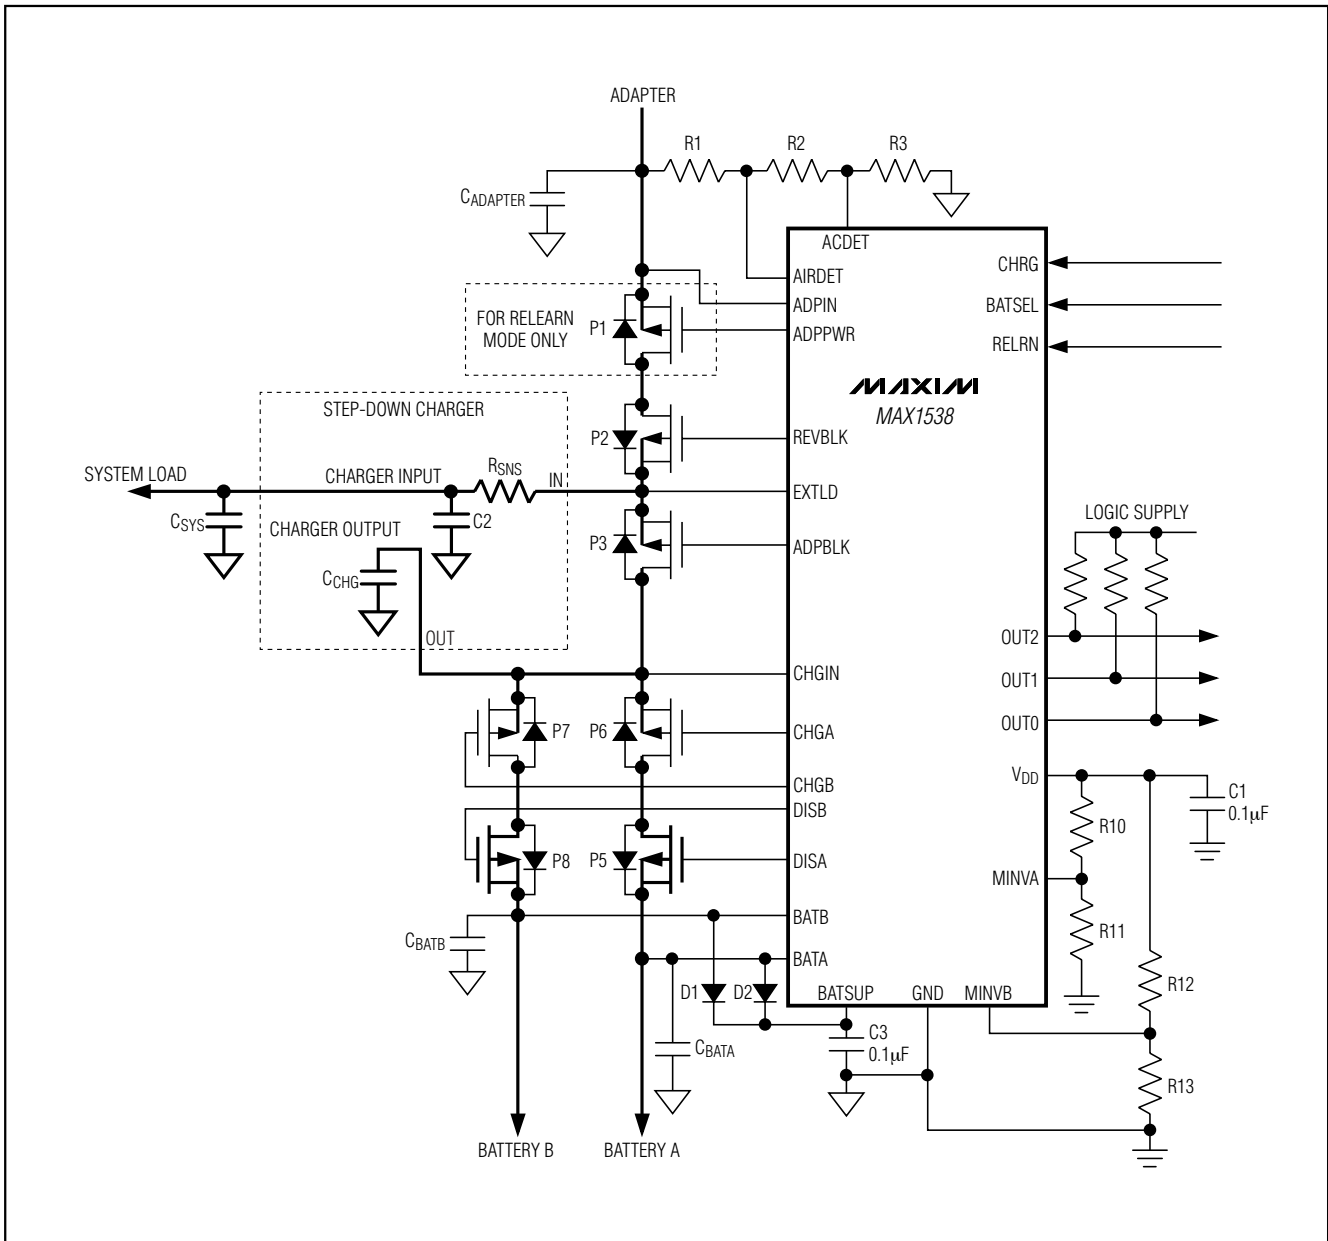 ADAPTER
R1
R2
R3
CADAPTER
ACDET
AIRDET
ADPIN
ADPPWR
CHRG
BATSEL
RELRN
FOR RELEARN
MODE ONLY
P1
MAXIM
MAX1538
STEP-DOWN CHARGER
P2
REVBLK
SYSTEM LOAD
CHARGER INPUT
RSNS
IN
EXTLD
CSYS
CHARGER OUTPUT
C2
P3
ADPBLK
LOGIC SUPPLY
CCHG
OUT
OUT2
CHGIN
OUT1
P7
P6
CHGA
OUT0
CHGB
VDD
DISB
C1
0.1µF
R10
P8
P5
DISA
MINVA
BATB
R11
CBATB
BATA
D1
D2
BATSUP
GND
MINVB
R12
C3
0.1µF
CBATA
R13
BATTERY B
BATTERY A